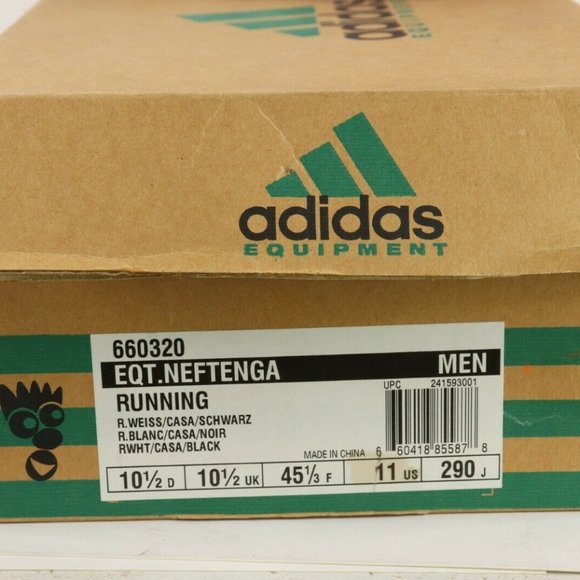 adidas
EQUIPMENT
adidas
EQUIPMENT
660320
EQT.NEFTENGA MEN
RUNNING
UPC 241593001
R.WEISS/CASA/SCHWARZ
R.BLANC/CASA/NOIR
RWHT/CASA/BLACK
MADE IN CHINA 6 60418 85587 8
10½ D 10½ UK 45⅓ F 11 US 290 J